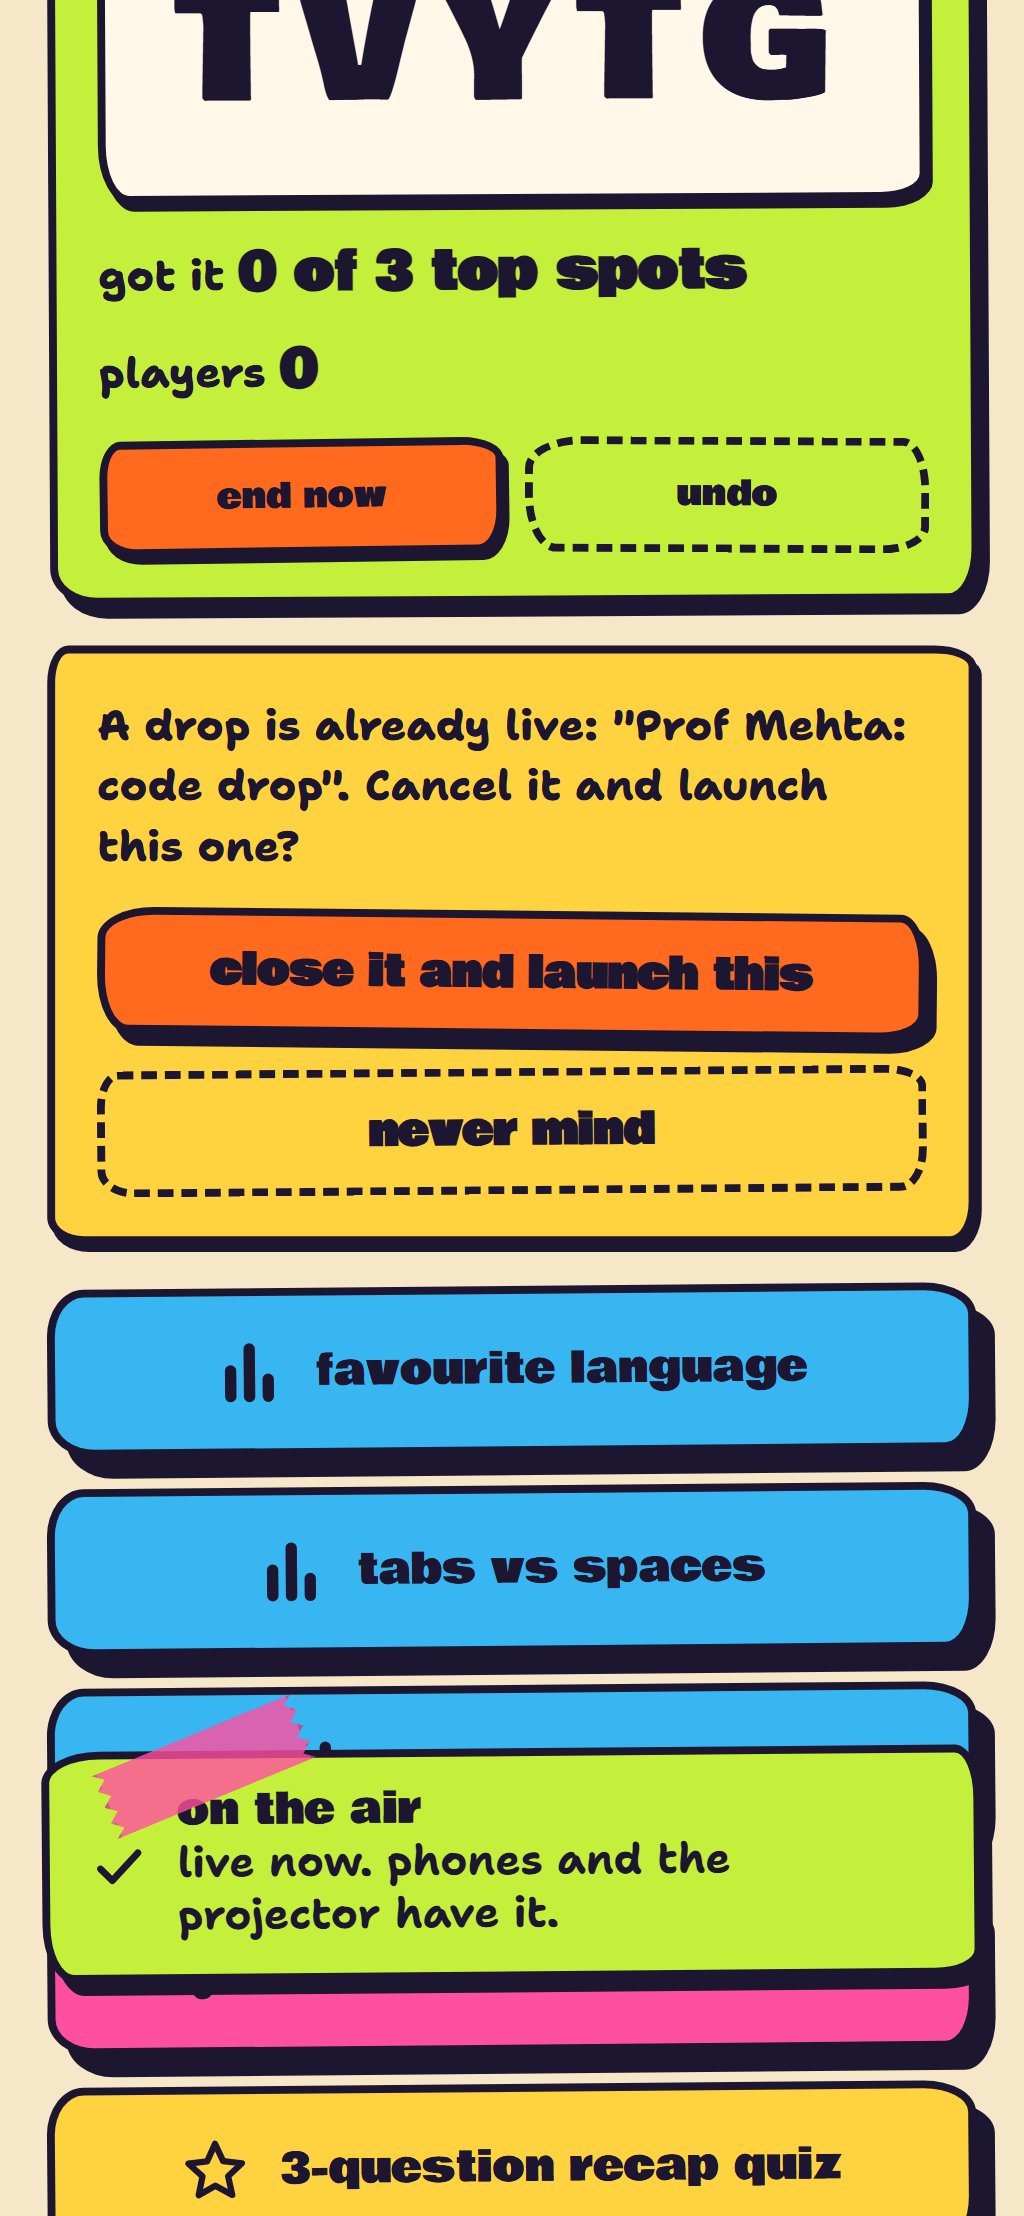 TVYTG
got it 0 of 3 top spots
players 0
end now
undo
A drop is already live: "Prof Mehta:
code drop". Cancel it and launch
this one?
close it and launch this
never mind
favourite language
tabs vs spaces
on the air
live now. phones and the
projector have it.
3-question recap quiz